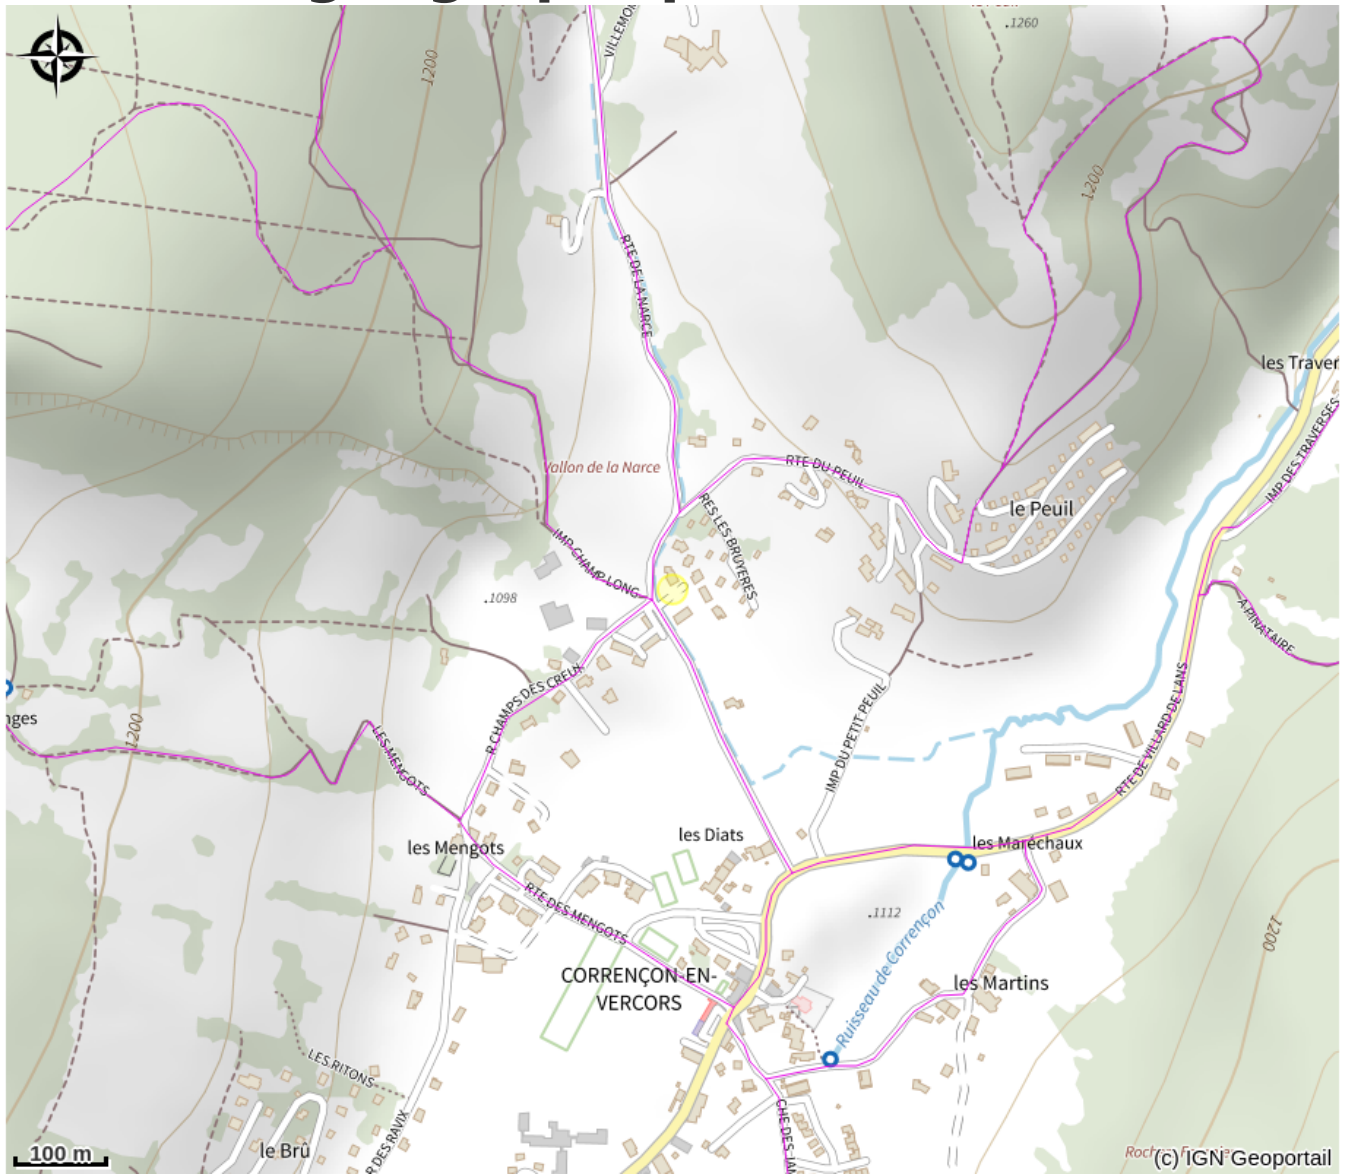 .1260
1200
1200
RTE DE LA NARCE
les Traver
IMP DES TRAVERSES
Vallon de la Narce
RTE DU PEUIL
RES LES BRUYERES
le Peuil
IMP CHAMP LONG
.1098
A PINATAIRE
R CHAMPS DES CREUX
nges
1200
LES MENGOTS
IMP DU PETIT PEUIL
RTE DE VILLARD DE LANS
les Diats
les Mengots
les Maréchaux
RTE DES MENGOTS
.1112
1200
Ruisseau de Corrençon
CORRENÇON-EN-
VERCORS
les Martins
LES RITONS
R DES RAVIX
le Brû
100 m
(c) IGN Geoportail